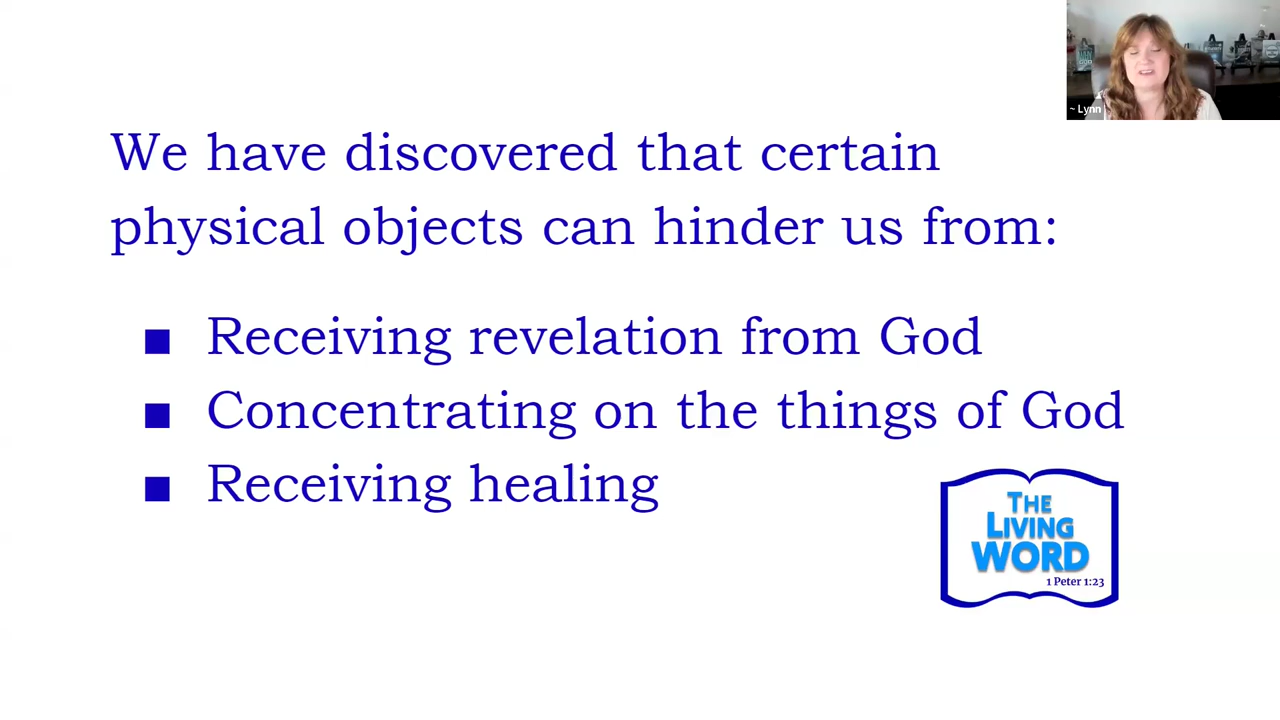 ~ Lynn
We have discovered that certain
physical objects can hinder us from:
■ Receiving revelation from God
■ Concentrating on the things of God
■ Receiving healing
THE
LIVING
WORD
1 Peter 1:23